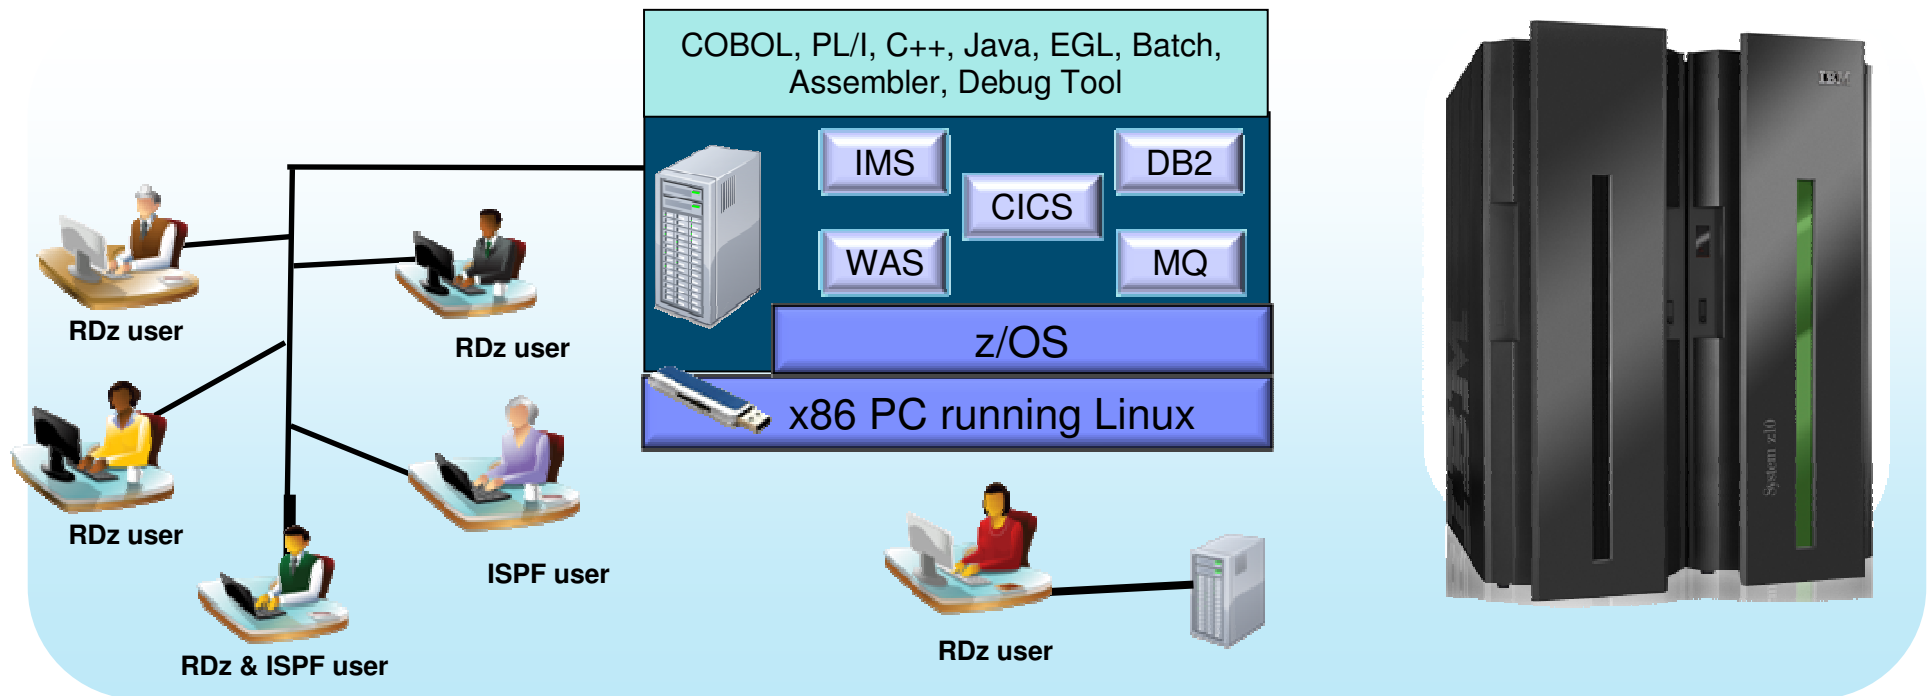 COBOL, PL/I, C++, Java, EGL, Batch,
Assembler, Debug Tool
IMS
DB2
CICS
WAS
MQ
z/OS
x86 PC running Linux
RDz user
RDz user
RDz user
ISPF user
RDz & ISPF user
RDz user
IBM
System z10
IBM